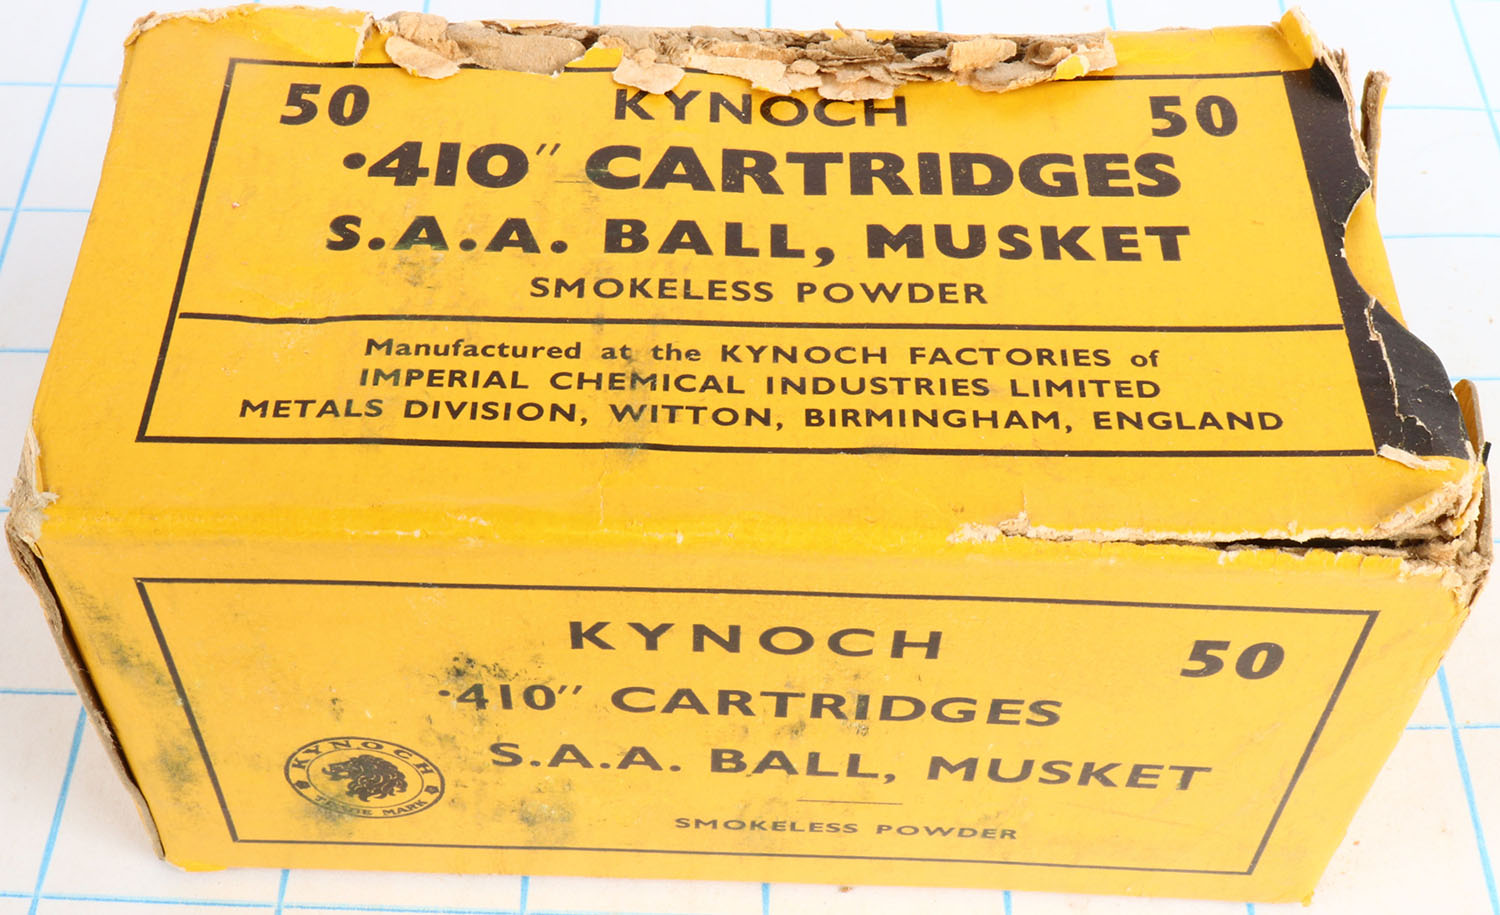 50 KYNOCH 50
·410" CARTRIDGES
S.A.A. BALL, MUSKET
SMOKELESS POWDER
Manufactured at the KYNOCH FACTORIES of
IMPERIAL CHEMICAL INDUSTRIES LIMITED
METALS DIVISION, WITTON, BIRMINGHAM, ENGLAND
KYNOCH
50
·410" CARTRIDGES
S.A.A. BALL, MUSKET
SMOKELESS POWDER
KYNOCH
TRADE MARK